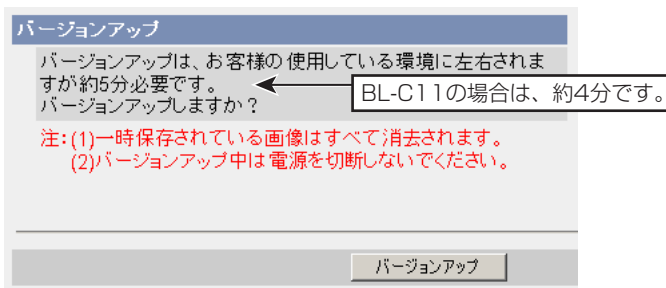 バージョンアップ
バージョンアップは、お客様の使用している環境に左右されま
すが約5分必要です。
バージョンアップしますか？
BL-C11の場合は、約4分です。
注:(1)一時保存されている画像はすべて消去されます。
(2)バージョンアップ中は電源を切断しないでください。
バージョンアップ